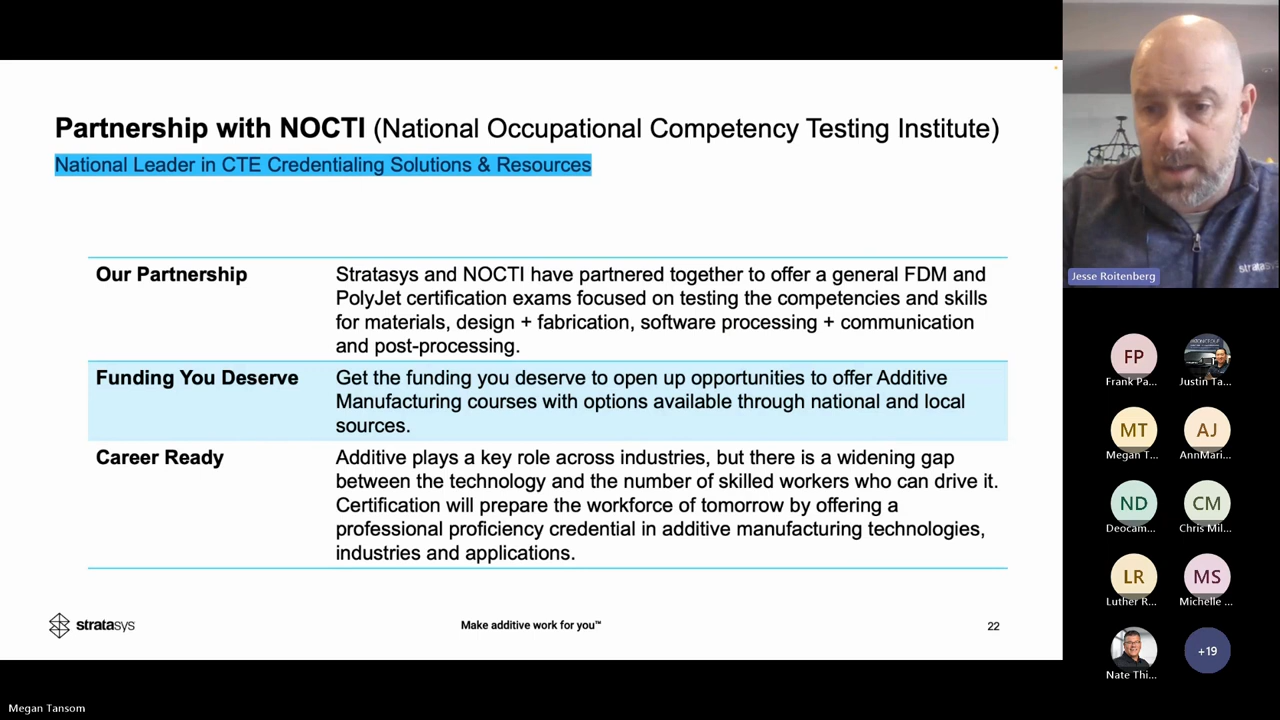 Partnership with NOCTI (National Occupational Competency Testing Institute)
National Leader in CTE Credentialing Solutions & Resources
Our Partnership
Stratasys and NOCTI have partnered together to offer a general FDM and
PolyJet certification exams focused on testing the competencies and skills
for materials, design + fabrication, software processing + communication
and post-processing.
Funding You Deserve
Get the funding you deserve to open up opportunities to offer Additive
Manufacturing courses with options available through national and local
sources.
Career Ready
Additive plays a key role across industries, but there is a widening gap
between the technology and the number of skilled workers who can drive it.
Certification will prepare the workforce of tomorrow by offering a
professional proficiency credential in additive manufacturing technologies,
industries and applications.
stratasys
Make additive work for you™
22
Megan Tansom
stratasys
Jesse Roitenberg
FP
Frank Pa...
Justin Ta...
MT
Megan T...
AJ
AnnMari...
ND
Deocam...
CM
Chris Mil...
LR
Luther R...
MS
Michelle ...
Nate Thi...
+19